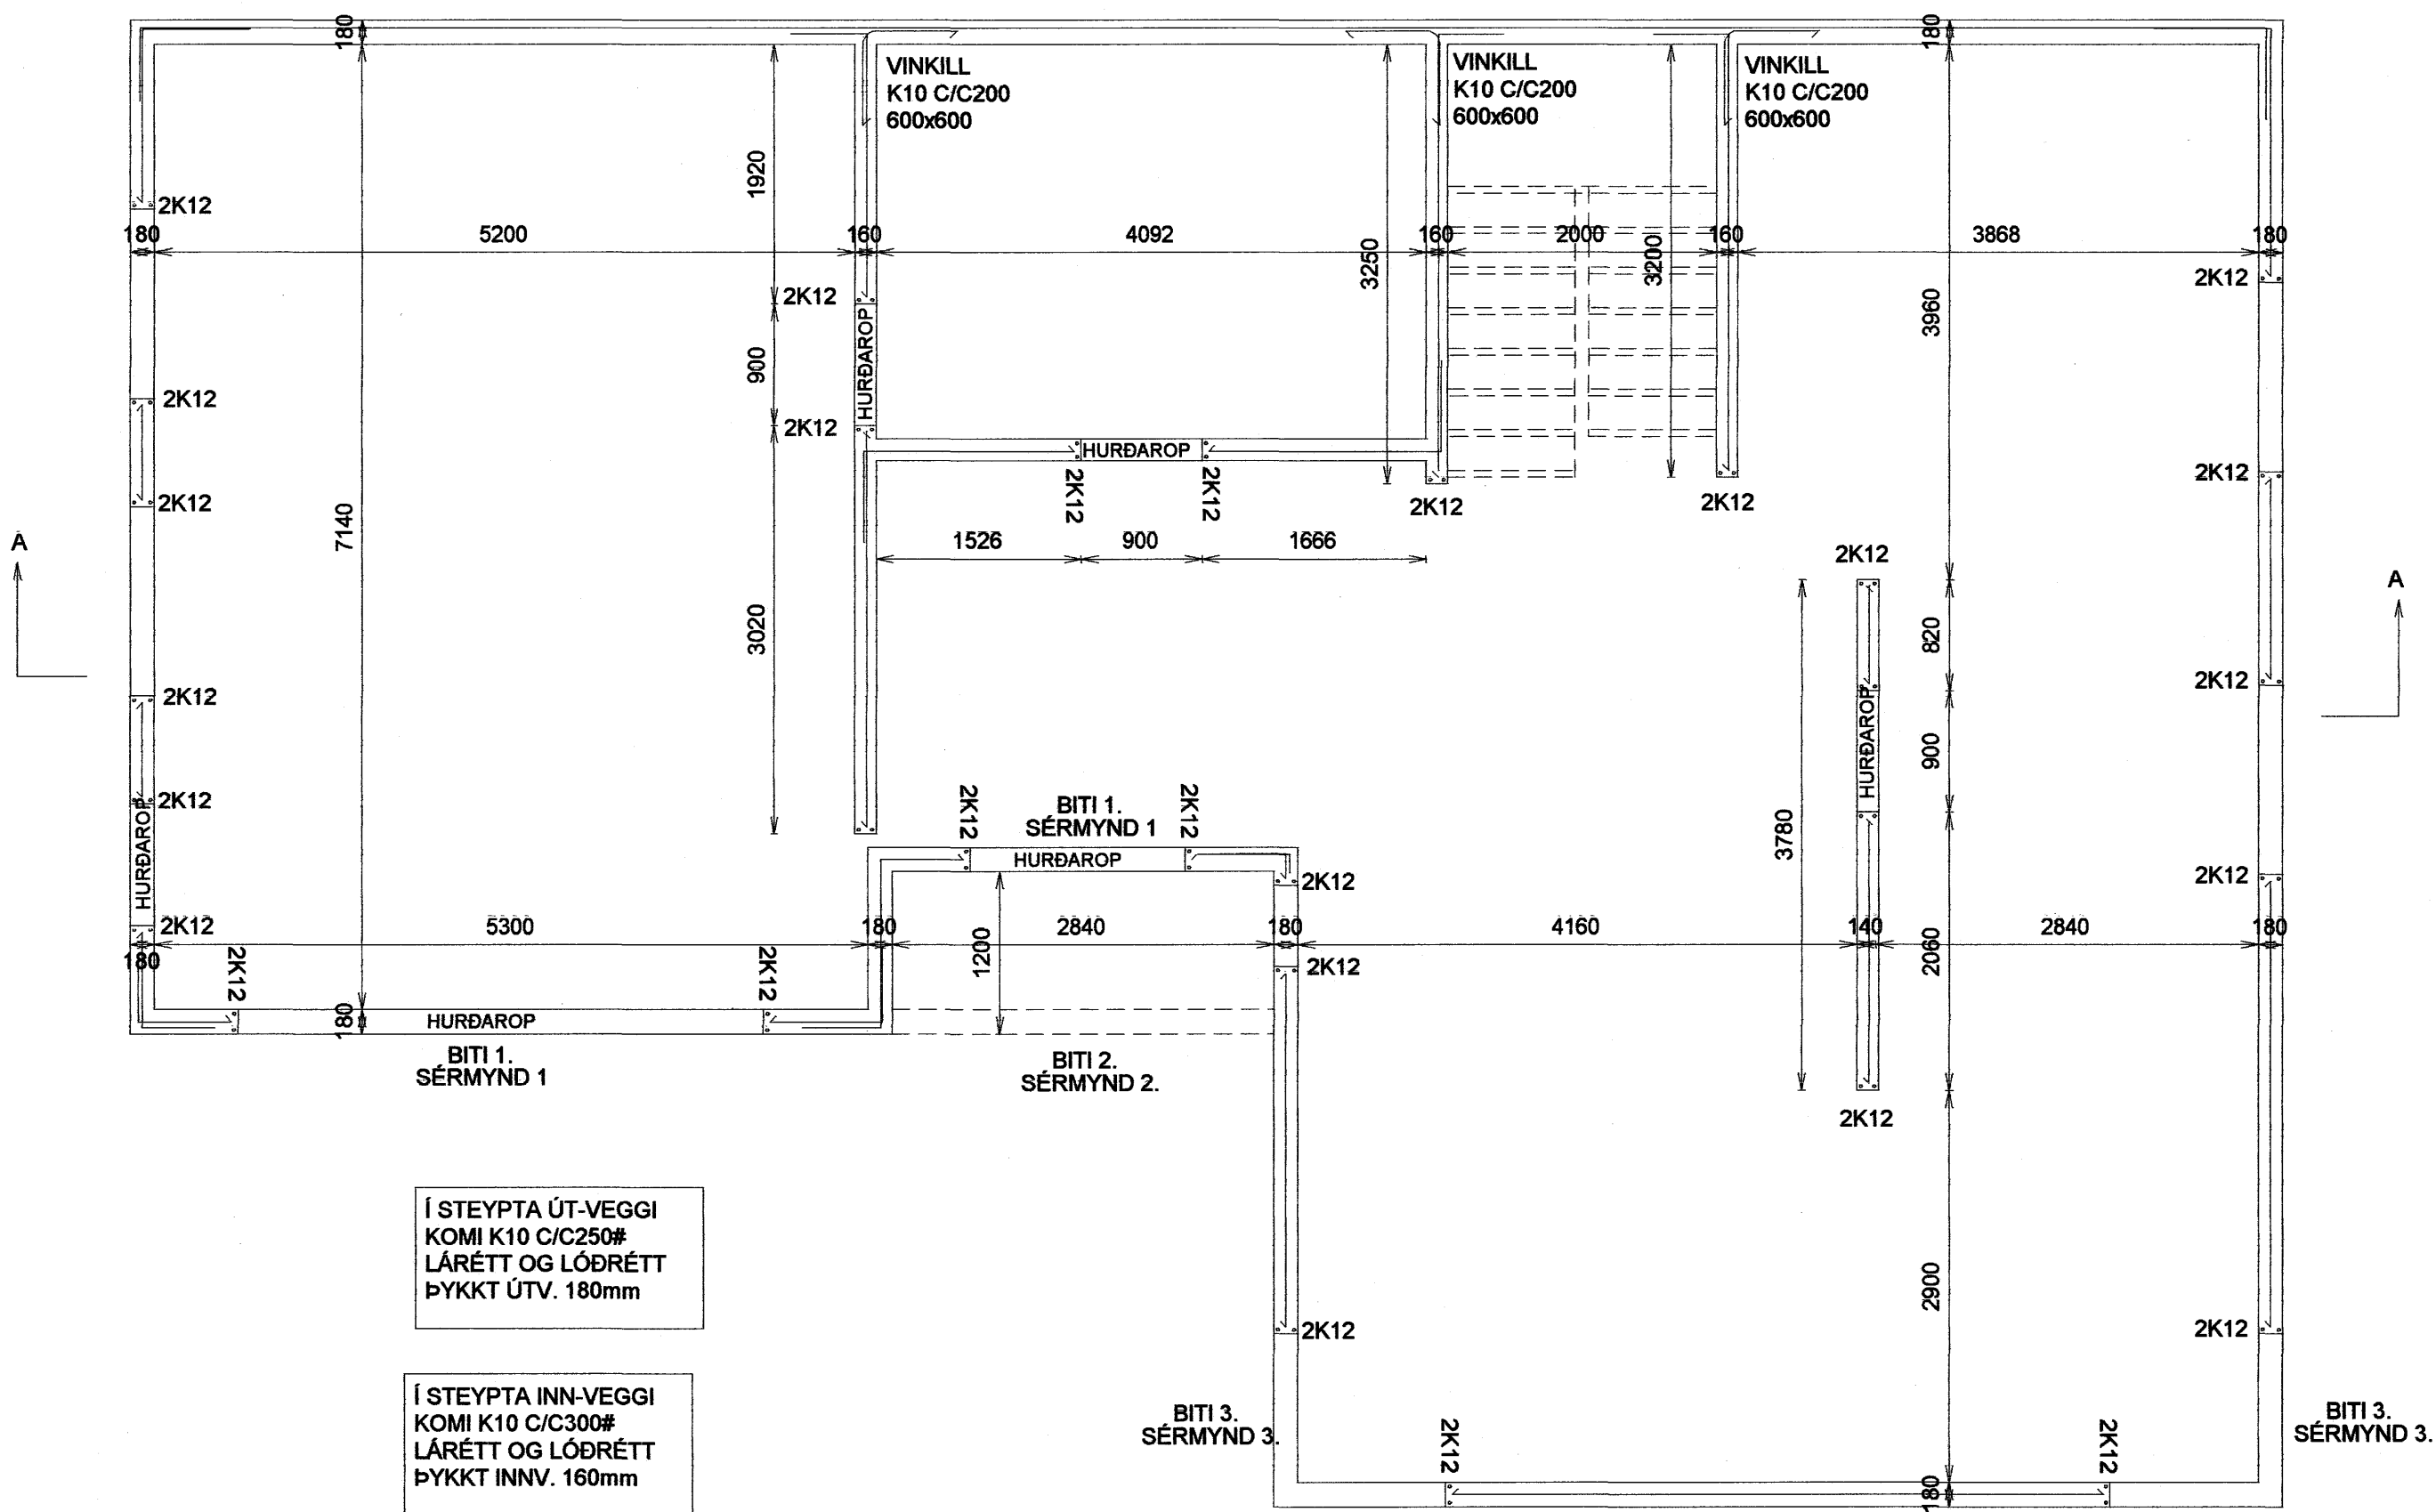 180
180
VINKILL
K10 C/C200
600x600
VINKILL
K10 C/C200
600x600
VINKILL
K10 C/C200
600x600
1920
2K12
180
5200
160
4092
3250
160
2000
3200
160
3868
180
2K12
2K12
3960
HURÐAROP
900
2K12
2K12
HURÐAROP
2K12
2K12
2K12
2K12
2K12
2K12
7140
1526
900
1666
2K12
A
A
3020
820
2K12
2K12
HURÐAROP
900
2K12
HURÐAROP
2K12
BITI 1.
SÉRMYND 1
2K12
HURÐAROP
3780
2K12
2K12
2K12
5300
180
1200
2840
180
4160
140
2060
2840
180
180
2K12
2K12
2K12
180
HURÐAROP
BITI 1.
SÉRMYND 1
BITI 2.
SÉRMYND 2.
2K12
Í STEYPTA ÚT-VEGGI
KOMI K10 C/C250#
LÁRÉTT OG LÓÐRÉTT
ÞYKKT ÚTV. 180mm
2900
2K12
2K12
Í STEYPTA INN-VEGGI
KOMI K10 C/C300#
LÁRÉTT OG LÓÐRÉTT
ÞYKKT INNV. 160mm
BITI 3.
SÉRMYND 3.
2K12
2K12
BITI 3.
SÉRMYND 3.
180